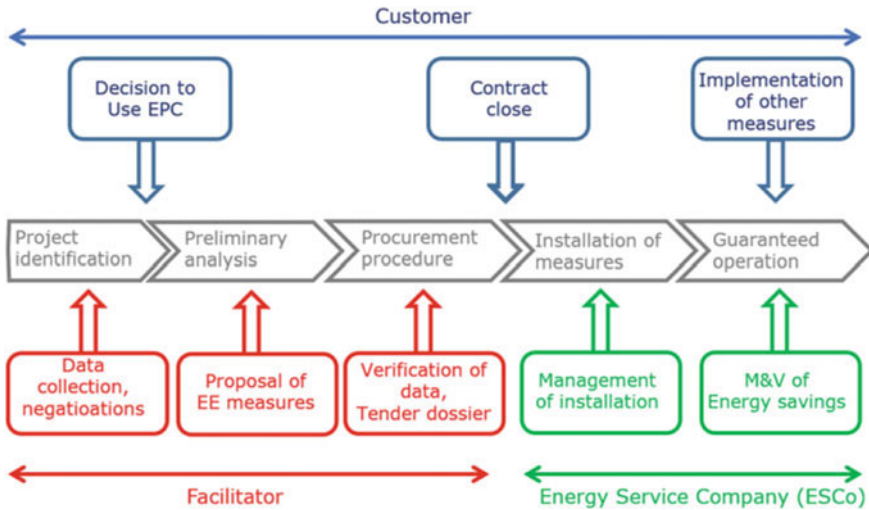 Customer
Decision to
Use EPC
Contract
close
Implementation
of other
measures
Project
identification
Preliminary
analysis
Procurement
procedure
Installation of
measures
Guaranteed
operation
Data
collection,
negatioations
Proposal of
EE measures
Verification of
data,
Tender dossier
Management
of installation
M&V of
Energy savings
Facilitator
Energy Service Company (ESCo)